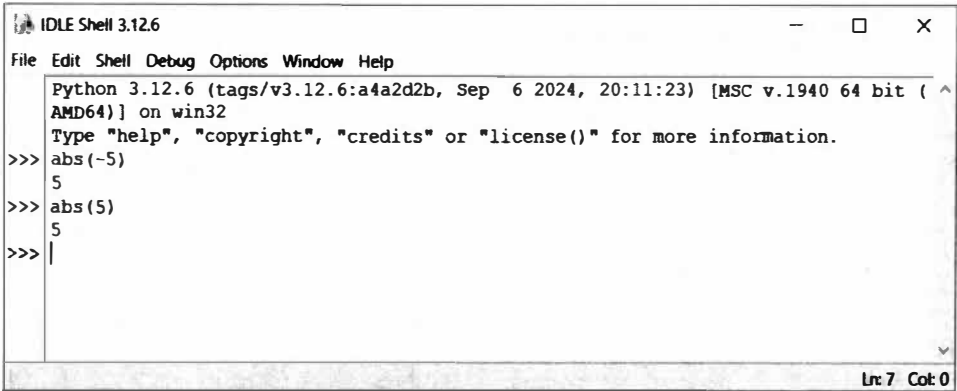 IDLE Shell 3.12.6
File Edit Shell Debug Options Window Help
Python 3.12.6 (tags/v3.12.6:a4a2d2b, Sep  6 2024, 20:11:23) [MSC v.1940 64 bit (
AMD64)] on win32
Type "help", "copyright", "credits" or "license()" for more information.
>>> abs(-5)
5
>>> abs(5)
5
>>>
Ln: 7 Col: 0